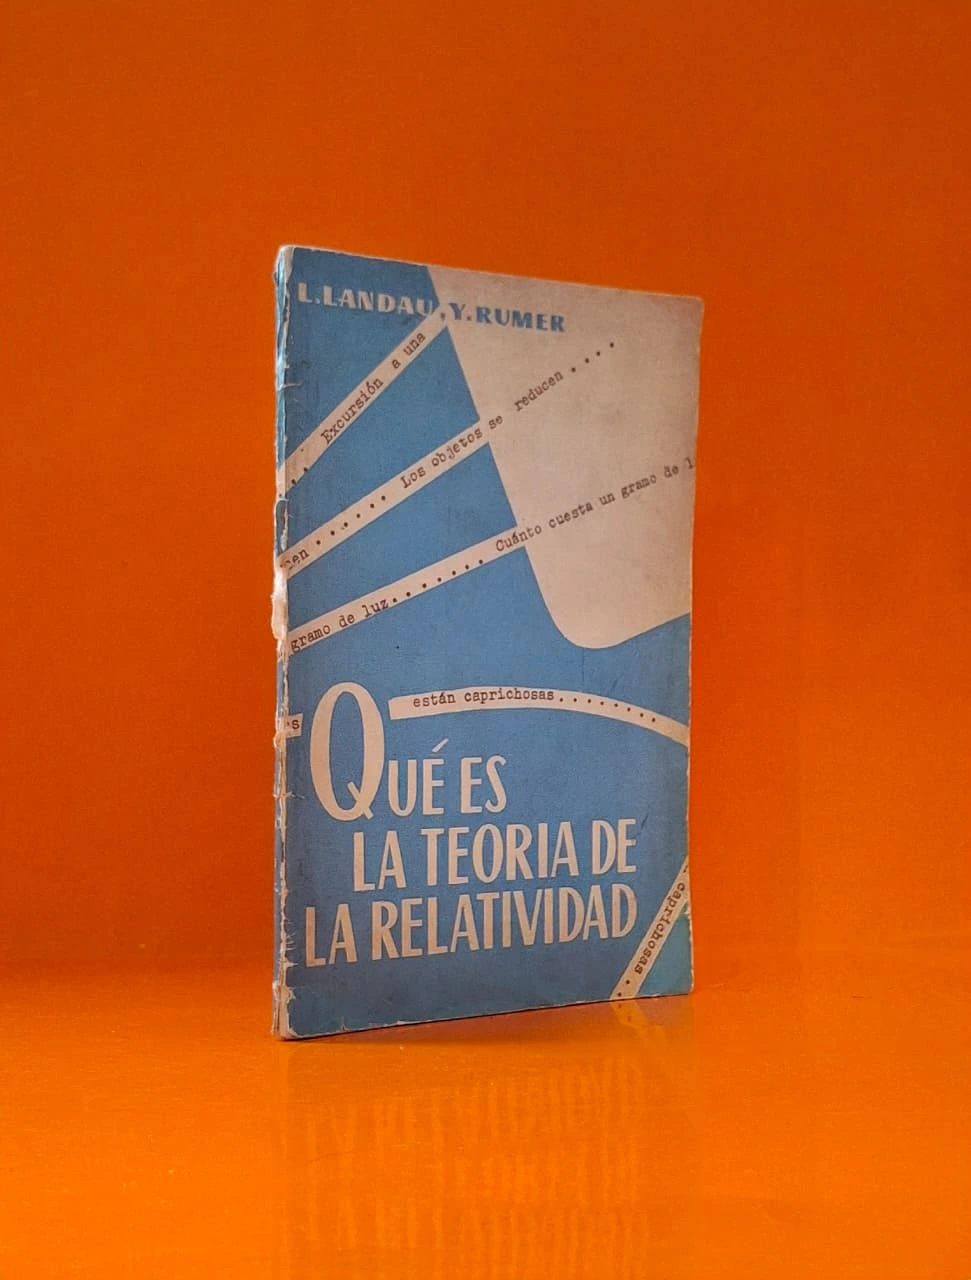 L.LANDAU, Y.RUMER
. . . Excursión a una
. . . . . . Los objetos se reducen . . . .
gramo de luz. . . . . . . . Cuánto cuesta un gramo de
están caprichosas . . . . . . . .
QUÉ ES
LA TEORIA DE
LA RELATIVIDAD
caprichosas . .